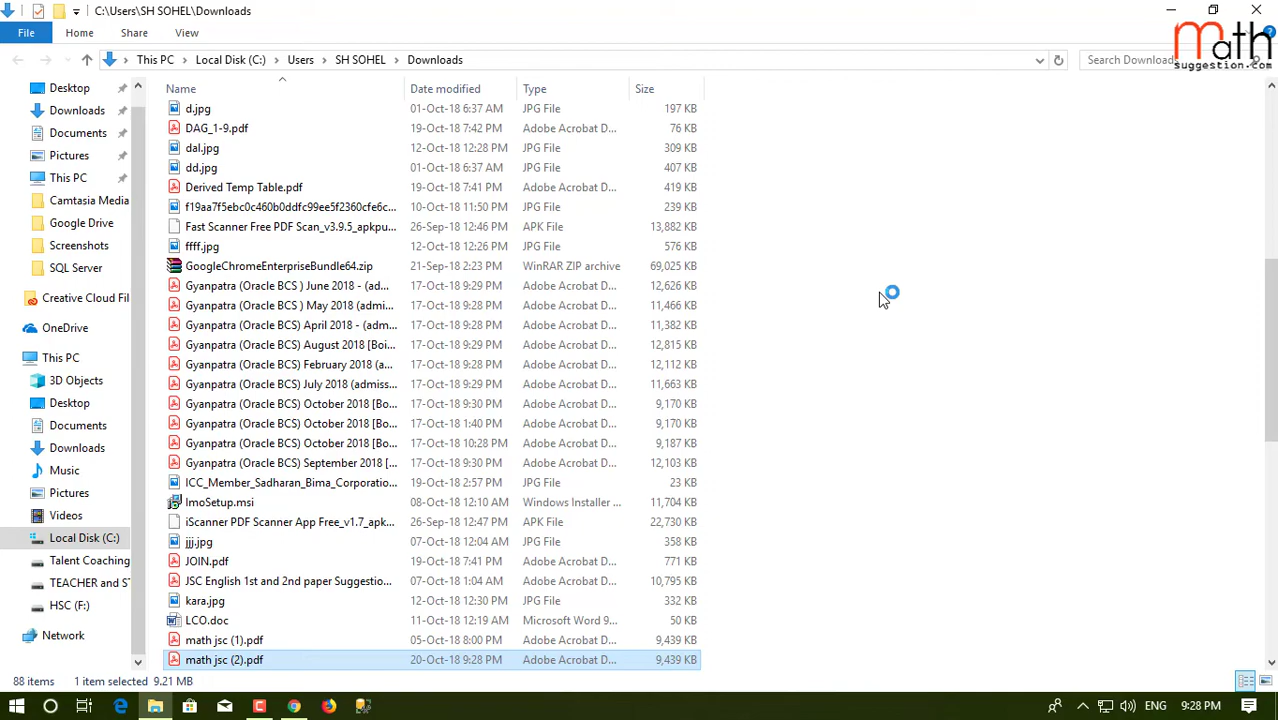 C:\Users\SH SOHEL\Downloads
File Home Share View
This PC Local Disk (C:) Users SH SOHEL Downloads
Search Downloa
Math
suggestion.com
Desktop
Downloads
Documents
Pictures
This PC
Camtasia Media
Google Drive
Screenshots
SQL Server
Creative Cloud Fil
OneDrive
This PC
3D Objects
Desktop
Documents
Downloads
Music
Pictures
Videos
Local Disk (C:)
Talent Coaching
TEACHER and ST
HSC (F:)
Network
Name Date modified Type Size
d.jpg 01-Oct-18 6:37 AM JPG File 197 KB
DAG_1-9.pdf 19-Oct-18 7:42 PM Adobe Acrobat D... 76 KB
dal.jpg 12-Oct-18 12:28 PM JPG File 309 KB
dd.jpg 01-Oct-18 6:37 AM JPG File 407 KB
Derived Temp Table.pdf 19-Oct-18 7:41 PM Adobe Acrobat D... 419 KB
f19aa7f5ebc0c460b0ddfc99ee5f2360cfe6c... 10-Oct-18 11:50 PM JPG File 239 KB
Fast Scanner Free PDF Scan_v3.9.5_apkpu... 26-Sep-18 12:46 PM APK File 13,882 KB
ffff.jpg 12-Oct-18 12:26 PM JPG File 576 KB
GoogleChromeEnterpriseBundle64.zip 21-Sep-18 2:23 PM WinRAR ZIP archive 69,025 KB
Gyanpatra (Oracle BCS ) June 2018 - (ad... 17-Oct-18 9:29 PM Adobe Acrobat D... 12,626 KB
Gyanpatra (Oracle BCS ) May 2018 (admi... 17-Oct-18 9:28 PM Adobe Acrobat D... 11,466 KB
Gyanpatra (Oracle BCS) April 2018 - (adm... 17-Oct-18 9:28 PM Adobe Acrobat D... 11,382 KB
Gyanpatra (Oracle BCS) August 2018 [Boi... 17-Oct-18 9:29 PM Adobe Acrobat D... 12,815 KB
Gyanpatra (Oracle BCS) February 2018 (a... 17-Oct-18 9:28 PM Adobe Acrobat D... 12,112 KB
Gyanpatra (Oracle BCS) July 2018 (admiss... 17-Oct-18 9:29 PM Adobe Acrobat D... 11,663 KB
Gyanpatra (Oracle BCS) October 2018 [Bo... 17-Oct-18 9:30 PM Adobe Acrobat D... 9,170 KB
Gyanpatra (Oracle BCS) October 2018 [Bo... 17-Oct-18 1:40 PM Adobe Acrobat D... 9,170 KB
Gyanpatra (Oracle BCS) October 2018 [Bo... 17-Oct-18 10:28 PM Adobe Acrobat D... 9,187 KB
Gyanpatra (Oracle BCS) September 2018 [... 17-Oct-18 9:30 PM Adobe Acrobat D... 12,103 KB
ICC_Member_Sadharan_Bima_Corporatio... 19-Oct-18 2:57 PM JPG File 23 KB
ImoSetup.msi 08-Oct-18 12:10 AM Windows Installer ... 11,704 KB
iScanner PDF Scanner App Free_v1.7_apk... 26-Sep-18 12:47 PM APK File 22,730 KB
jjj.jpg 07-Oct-18 12:04 AM JPG File 358 KB
JOIN.pdf 19-Oct-18 7:41 PM Adobe Acrobat D... 771 KB
JSC English 1st and 2nd paper Suggestio... 07-Oct-18 1:04 AM Adobe Acrobat D... 10,795 KB
kara.jpg 12-Oct-18 12:30 PM JPG File 332 KB
LCO.doc 11-Oct-18 12:19 AM Microsoft Word 9... 50 KB
math jsc (1).pdf 05-Oct-18 8:00 PM Adobe Acrobat D... 9,439 KB
math jsc (2).pdf 20-Oct-18 9:28 PM Adobe Acrobat D... 9,439 KB
88 items 1 item selected 9.21 MB
ENG 9:28 PM